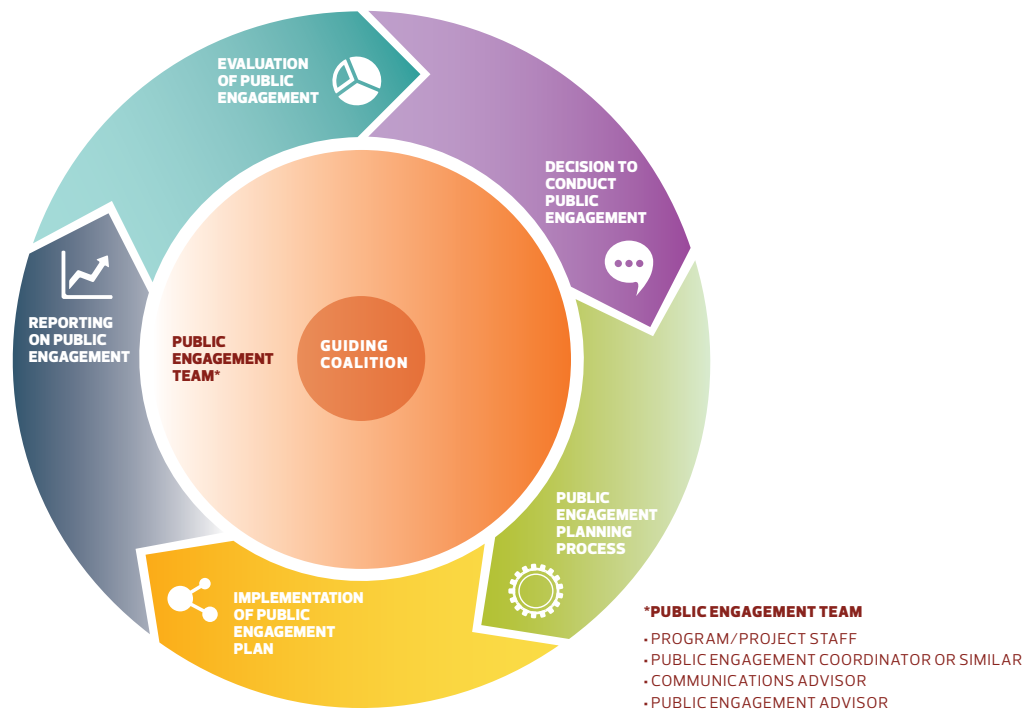 EVALUATION
OF PUBLIC
ENGAGEMENT
DECISION TO
CONDUCT
PUBLIC
ENGAGEMENT
REPORTING
ON PUBLIC
ENGAGEMENT
PUBLIC
ENGAGEMENT
TEAM*
GUIDING
COALITION
PUBLIC
ENGAGEMENT
PLANNING
PROCESS
IMPLEMENTATION
OF PUBLIC
ENGAGEMENT
PLAN
*PUBLIC ENGAGEMENT TEAM
• PROGRAM/PROJECT STAFF
• PUBLIC ENGAGEMENT COORDINATOR OR SIMILAR
• COMMUNICATIONS ADVISOR
• PUBLIC ENGAGEMENT ADVISOR